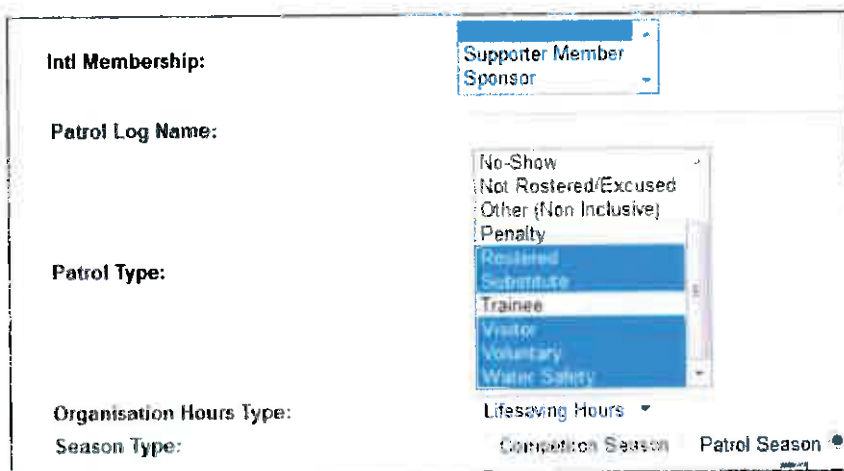 Intl Membership:
Supporter Member
Sponsor
Patrol Log Name:
No-Show
Not Rostered/Excused
Other (Non Inclusive)
Penalty
Patrol Type:
Rostered
Substitute
Trainee
Visitor
Voluntary
Water Safety
Organisation Hours Type: Lifesaving Hours
Season Type: Competition Season Patrol Season